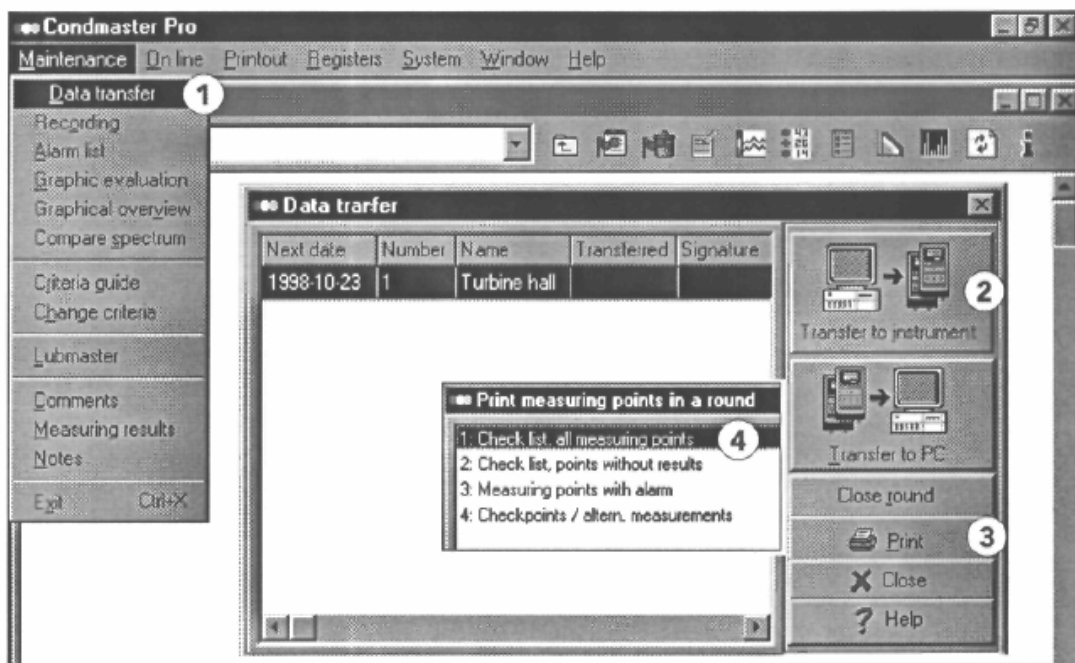 Condmaster Pro
Maintenance On line Printout Registers System Window Help
Data transfer 1
Recording
Alarm list
Graphic evaluation
Graphical overview
Compare spectrum
Criteria guide
Change criteria
Lubmaster
Comments
Measuring results
Notes
Exit Ctrl+X
Data trarfer
Next date Number Name Transferred Signature
1998-10-23 1 Turbine hall
2
Transfer to instrument
Transfer to PC
Close round
Print 3
Close
Help
Print measuring points in a round
1: Check list, all measuring points 4
2: Check list, points without results
3: Measuring points with alarm
4: Checkpoints / altern. measurements